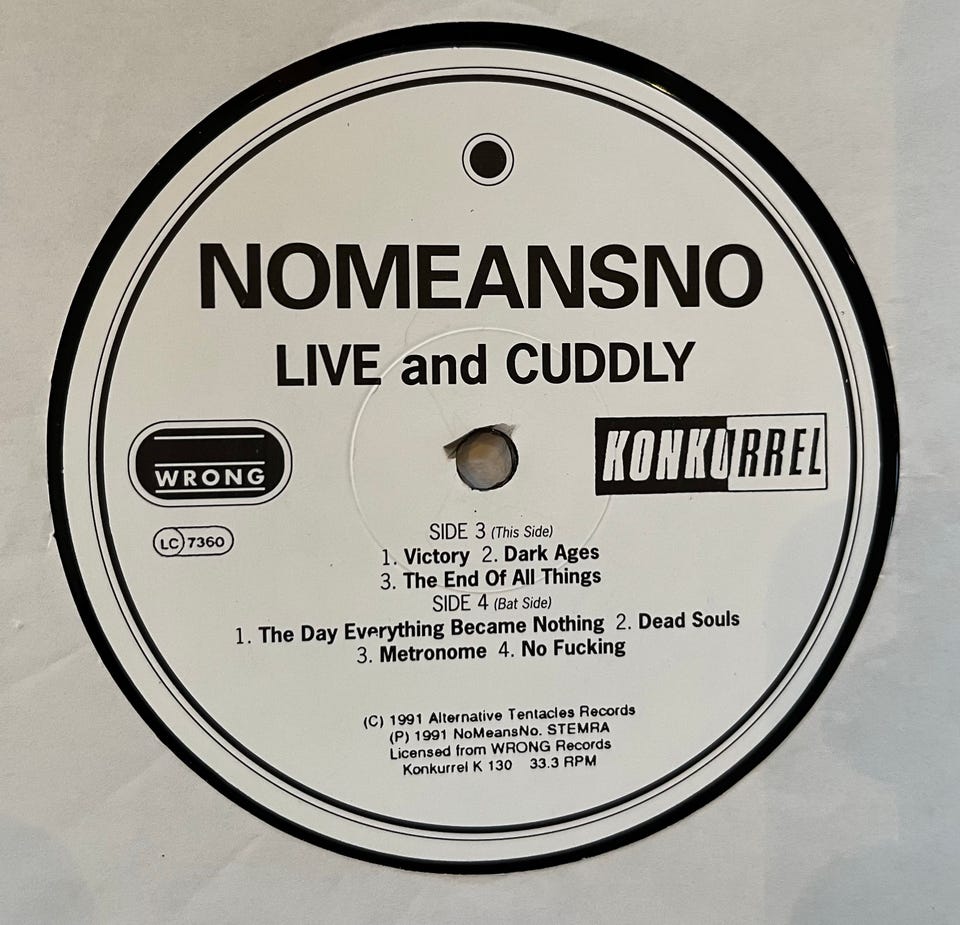 NOMEANSNO
LIVE and CUDDLY
WRONG
KONKURREL
LC 7360
SIDE 3 (This Side)
1. Victory 2. Dark Ages
3. The End Of All Things
SIDE 4 (Bat Side)
1. The Day Everything Became Nothing 2. Dead Souls
3. Metronome 4. No Fucking
(C) 1991 Alternative Tentacles Records
(P) 1991 NoMeansNo. STEMRA
Licensed from WRONG Records
Konkurrel K 130 33.3 RPM